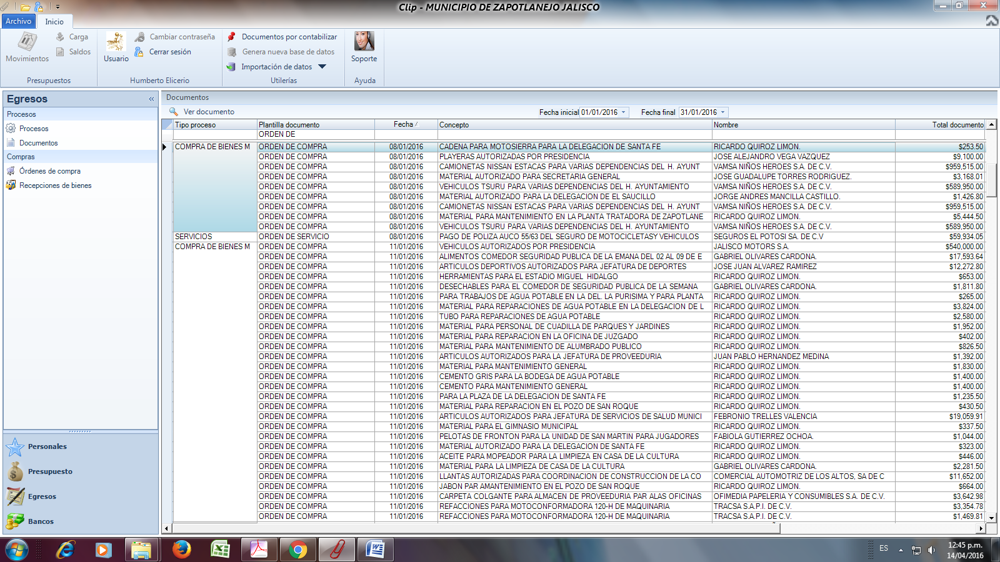 Clip - MUNICIPIO DE ZAPOTLANEJO JALISCO
Archivo Inicio
Movimientos Carga Saldos Presupuestos
Usuario Cambiar contraseña Cerrar sesión Humberto Elicerio
Documentos por contabilizar Genera nueva base de datos Importación de datos Utilerías
Soporte Ayuda
Egresos «
Procesos
Procesos
Documentos
Compras
Órdenes de compra
Recepciones de bienes
Personales
Presupuesto
Egresos
Bancos
Documentos
Ver documento Fecha inicial 01/01/2016 Fecha final 31/01/2016
Tipo proceso Plantilla documento Fecha Concepto Nombre Total documento
ORDEN DE
COMPRA DE BIENES M ORDEN DE COMPRA 08/01/2016 CADENA PARA MOTOSIERRA PARA LA DELEGACION DE SANTA FE RICARDO QUIROZ LIMON. $253.50
ORDEN DE COMPRA 08/01/2016 PLAYERAS AUTORIZADAS POR PRESIDENCIA JOSE ALEJANDRO VEGA VAZQUEZ $9,100.00
ORDEN DE COMPRA 08/01/2016 CAMIONETAS NISSAN ESTACAS PARA VARIAS DEPENDENCIAS DEL H. AYUNT VAMSA NIÑOS HEROES S.A. DE C.V. $959,515.00
ORDEN DE COMPRA 08/01/2016 MATERIAL AUTORIZADO PARA SECRETARIA GENERAL JOSE GUADALUPE TORRES RODRIGUEZ. $3,168.01
ORDEN DE COMPRA 08/01/2016 VEHICULOS TSURU PARA VARIAS DEPENDENCIAS DEL H. AYUNTAMIENTO VAMSA NIÑOS HEROES S.A. DE C.V. $589,950.00
ORDEN DE COMPRA 08/01/2016 MATERIAL AUTORIZADO PARA LA DELEGACION DE EL SAUCILLO JORGE ANDRES MANCILLA CASTILLO. $1,426.80
ORDEN DE COMPRA 08/01/2016 CAMIONETAS NISSAN ESTACAS PARA VARIAS DEPENDENCIAS DEL H. AYUNT VAMSA NIÑOS HEROES S.A. DE C.V. $959,515.00
ORDEN DE COMPRA 08/01/2016 MATERIAL PARA MANTENIMIENTO EN LA PLANTA TRATADORA DE ZAPOTLANE RICARDO QUIROZ LIMON. $5,444.50
ORDEN DE COMPRA 08/01/2016 VEHICULOS TSURU PARA VARIAS DEPENDENCIAS DEL H. AYUNTAMIENTO VAMSA NIÑOS HEROES S.A. DE C.V. $589,950.00
SERVICIOS ORDEN DE SERVICIO 08/01/2016 PAGO DE POLIZA AUCO 55/63 DEL SEGURO DE MOTOCICLETASY VEHICULOS SEGUROS EL POTOSI SA. DE C.V $59,934.05
COMPRA DE BIENES M ORDEN DE COMPRA 11/01/2016 VEHICULOS AUTORIZADOS POR PRESIDENCIA JALISCO MOTORS S.A. $540,000.00
ORDEN DE COMPRA 11/01/2016 ALIMENTOS COMEDOR SEGURIDAD PUBLICA DE LA EMANA DEL 02 AL 09 DE E GABRIEL OLIVARES CARDONA. $17,593.64
ORDEN DE COMPRA 11/01/2016 ARTICULOS DEPORTIVOS AUTORIZADOS PARA JEFATURA DE DEPORTES JOSE JUAN ALVAREZ RAMIREZ $12,272.80
ORDEN DE COMPRA 11/01/2016 HERRAMIENTAS PARA EL ESTADIO MIGUEL HIDALGO RICARDO QUIROZ LIMON. $653.00
ORDEN DE COMPRA 11/01/2016 DESECHABLES PARA EL COMEDOR DE SEGURIDAD PUBLICA DE LA SEMANA GABRIEL OLIVARES CARDONA. $1,811.80
ORDEN DE COMPRA 11/01/2016 PARA TRABAJOS DE AGUA POTABLE EN LA DEL. LA PURISIMA Y PARA PLANTA RICARDO QUIROZ LIMON. $265.00
ORDEN DE COMPRA 11/01/2016 MATERIAL PARA REPARACIONES DE AGUA POTABLE EN LA DELEGACION DE L RICARDO QUIROZ LIMON. $3,824.00
ORDEN DE COMPRA 11/01/2016 TUBO PARA REPARACIONES DE AGUA POTABLE RICARDO QUIROZ LIMON. $2,580.00
ORDEN DE COMPRA 11/01/2016 MATERIAL PARA PERSONAL DE CUADILLA DE PARQUES Y JARDINES RICARDO QUIROZ LIMON. $1,952.00
ORDEN DE COMPRA 11/01/2016 MATERIAL PARA REPARACION EN LA OFICINA DE JUZGADO RICARDO QUIROZ LIMON. $402.00
ORDEN DE COMPRA 11/01/2016 MATERIAL PARA MANTENIMIENTO DE ALUMBRADO PUBLICO RICARDO QUIROZ LIMON. $826.50
ORDEN DE COMPRA 11/01/2016 ARTICULOS AUTORIZADOS PARA LA JEFATURA DE PROVEEDURIA JUAN PABLO HERNANDEZ MEDINA $1,392.00
ORDEN DE COMPRA 11/01/2016 MATERIAL PARA MANTENIMIENTO GENERAL RICARDO QUIROZ LIMON. $1,830.00
ORDEN DE COMPRA 11/01/2016 CEMENTO GRIS PARA LA BODEGA DE AGUA POTABLE RICARDO QUIROZ LIMON. $1,400.00
ORDEN DE COMPRA 11/01/2016 CEMENTO PARA MANTENIMIENTO GENERAL RICARDO QUIROZ LIMON. $1,400.00
ORDEN DE COMPRA 11/01/2016 PARA LA PLAZA DE LA DELEGACION DE SANTA FE RICARDO QUIROZ LIMON. $1,235.50
ORDEN DE COMPRA 11/01/2016 MATERIAL PARA REPARACION EN EL POZO DE SAN ROQUE RICARDO QUIROZ LIMON. $430.50
ORDEN DE COMPRA 11/01/2016 ARTICULOS AUTORIZADOS PARA JEFATURA DE SERVICIOS DE SALUD MUNICI FEBRONIO TRELLES VALENCIA $19,059.91
ORDEN DE COMPRA 11/01/2016 MATERIAL PARA EL GIMNASIO MUNICIPAL RICARDO QUIROZ LIMON. $337.50
ORDEN DE COMPRA 11/01/2016 PELOTAS DE FRONTON PARA LA UNIDAD DE SAN MARTIN PARA JUGADORES FABIOLA GUTIERREZ OCHOA. $1,044.00
ORDEN DE COMPRA 11/01/2016 MATERIAL AUTORIZADO PARA LA DELEGACION DE SANTA FE RICARDO QUIROZ LIMON. $323.00
ORDEN DE COMPRA 11/01/2016 ACEITE PARA MOPEADOR PARA LA LIMPIEZA EN CASA DE LA CULTURA RICARDO QUIROZ LIMON. $446.00
ORDEN DE COMPRA 11/01/2016 MATERIAL PARA LA LIMPIEZA DE CASA DE LA CULTURA GABRIEL OLIVARES CARDONA. $2,281.50
ORDEN DE COMPRA 11/01/2016 LLANTAS AUTORIZADAS PARA COORDINACION DE CONSTRUCCION DE LA CO COMERCIAL AUTOMOTRIZ DE LOS ALTOS, SA DE C $11,652.00
ORDEN DE COMPRA 11/01/2016 JABON PAR AMANTENIMIENTO EN EL POZO DE SAN ROQUE RICARDO QUIROZ LIMON. $664.00
ORDEN DE COMPRA 11/01/2016 CARPETA COLGANTE PARA ALMACEN DE PROVEEDURIA PAR ALAS OFICINAS OFIMEDIA PAPELERIA Y CONSUMIBLES S.A. DE C.V. $3,642.98
ORDEN DE COMPRA 11/01/2016 REFACCIONES PARA MOTOCONFORMADORA 120-H DE MAQUINARIA TRACSA S.A.P.I. DE C.V. $3,354.78
ORDEN DE COMPRA 11/01/2016 REFACCIONES PARA MOTOCONFORMADORA 120-H DE MAQUINARIA TRACSA S.A.P.I. DE C.V. $1,469.81
ES 12:45 p.m.
14/04/2016